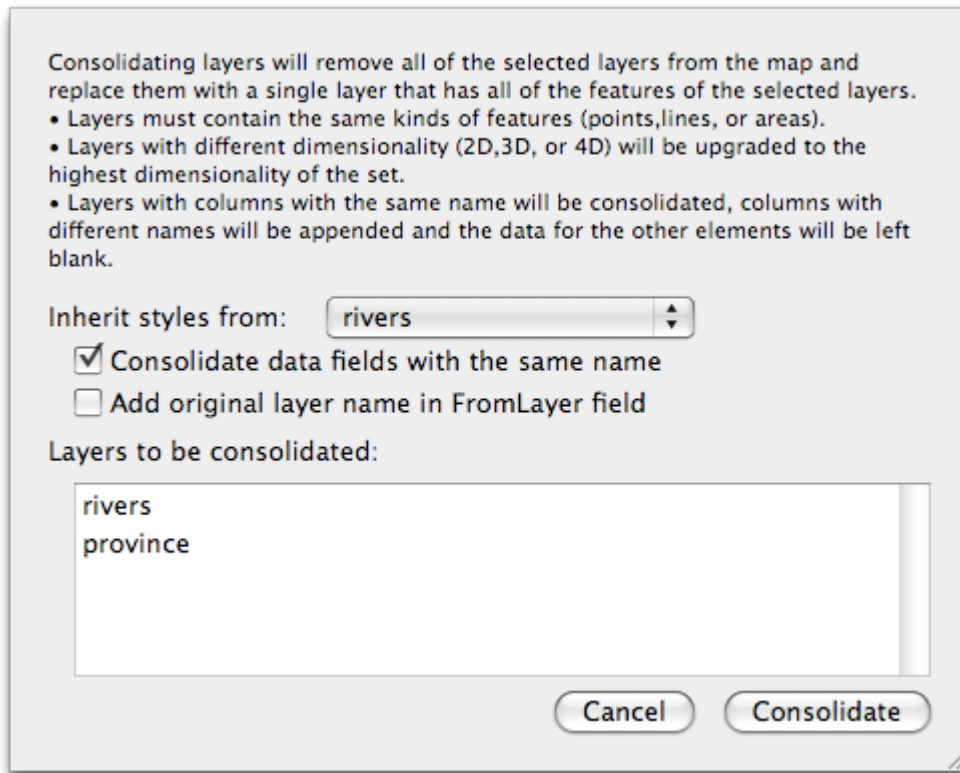 Consolidating layers will remove all of the selected layers from the map and
replace them with a single layer that has all of the features of the selected layers.
• Layers must contain the same kinds of features (points,lines, or areas).
• Layers with different dimensionality (2D,3D, or 4D) will be upgraded to the
highest dimensionality of the set.
• Layers with columns with the same name will be consolidated, columns with
different names will be appended and the data for the other elements will be left
blank.
Inherit styles from: rivers
Consolidate data fields with the same name
Add original layer name in FromLayer field
Layers to be consolidated:
rivers
province
Cancel Consolidate